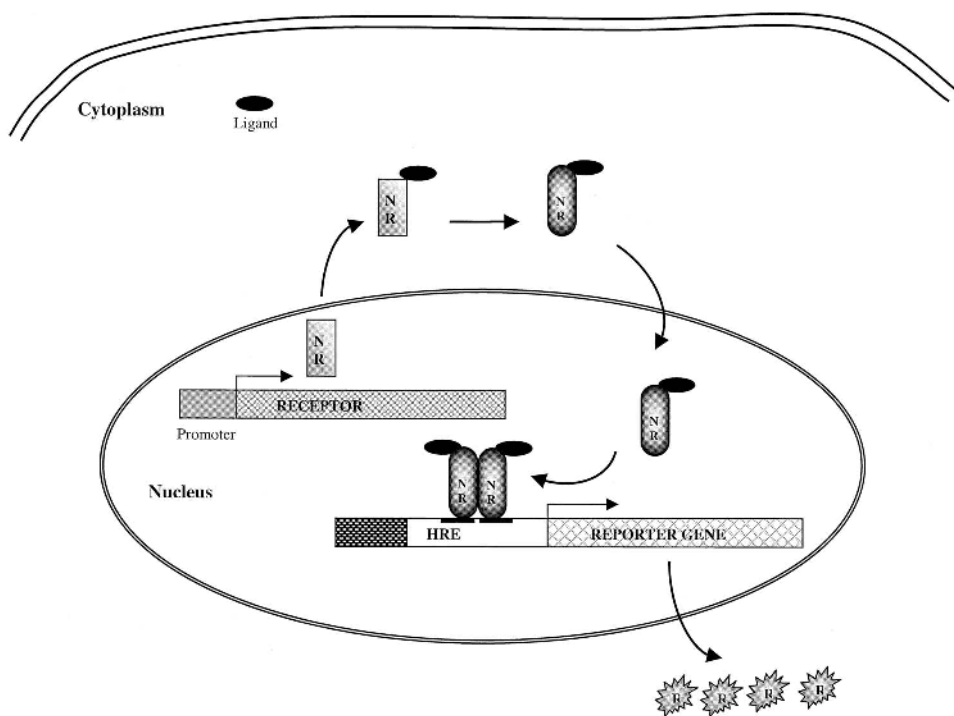 Cytoplasm
Ligand
N
R
N
R
N
R
RECEPTOR
Promoter
N
R
N
R
N
R
Nucleus
HRE
REPORTER GENE
R
R
R
R